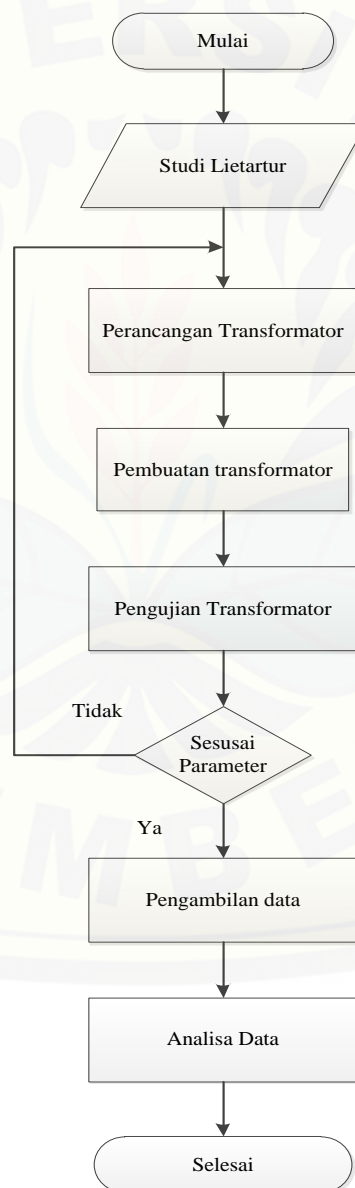 Mulai
Studi Lietartur
Perancangan Transformator
Pembuatan transformator
Pengujian Transformator
Tidak
Sesusai
Parameter
Ya
Pengambilan data
Analisa Data
Selesai